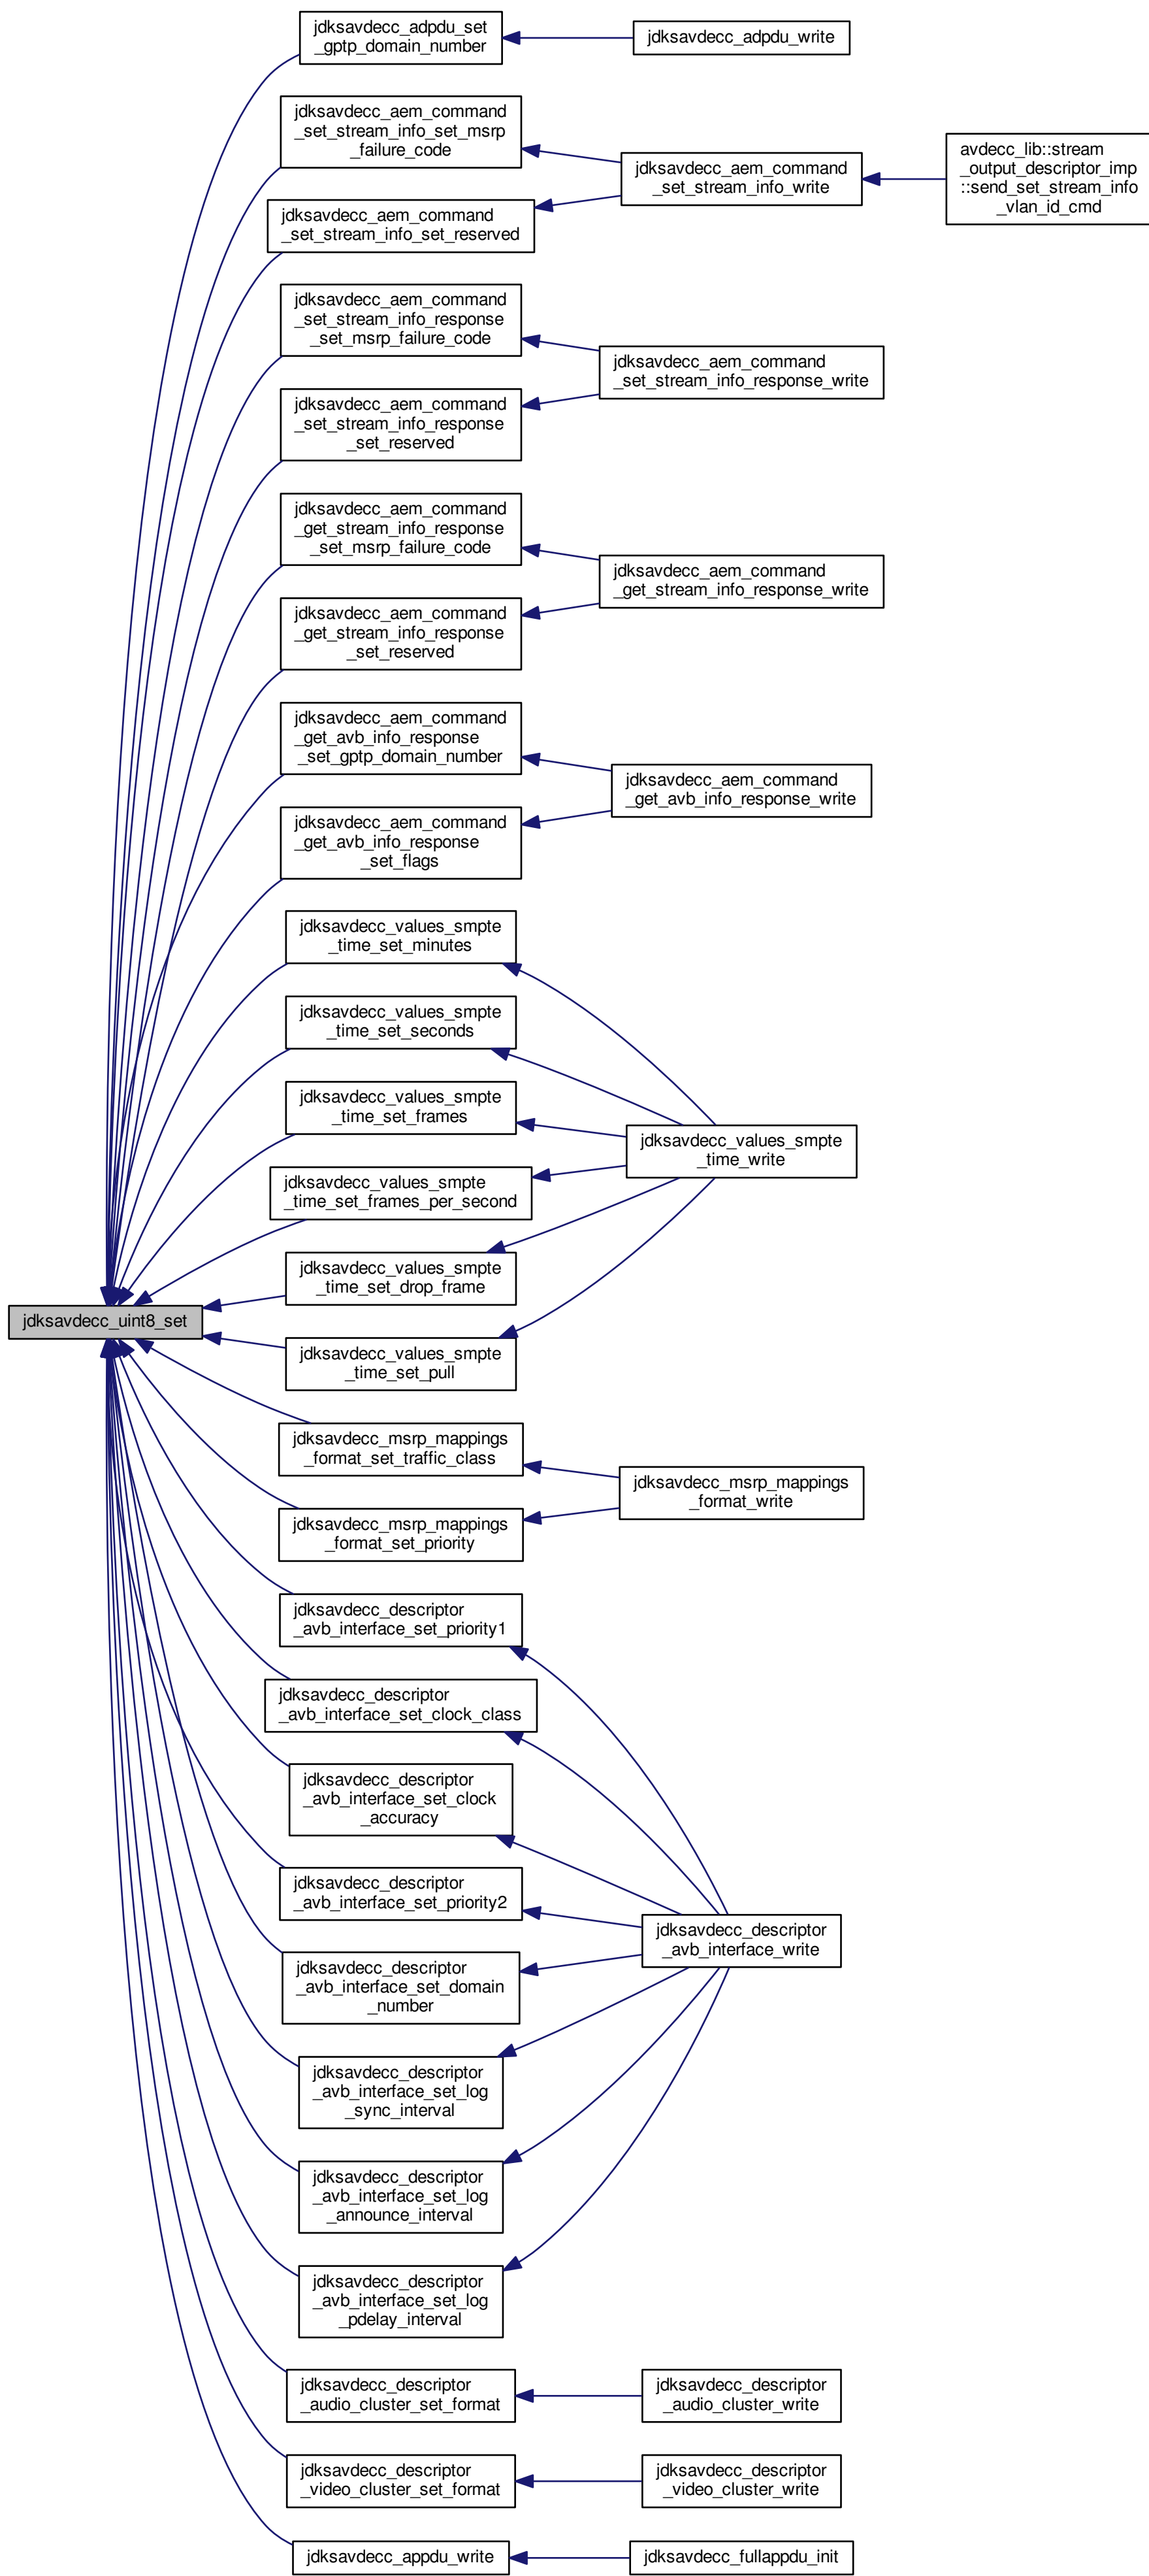 jdksavdecc_adpdu_set
_gptp_domain_number
jdksavdecc_adpdu_write
jdksavdecc_aem_command
_set_stream_info_set_msrp
_failure_code
avdecc_lib::stream
_output_descriptor_imp
::send_set_stream_info
_vlan_id_cmd
jdksavdecc_aem_command
_set_stream_info_write
jdksavdecc_aem_command
_set_stream_info_set_reserved
jdksavdecc_aem_command
_set_stream_info_response
_set_msrp_failure_code
jdksavdecc_aem_command
_set_stream_info_response_write
jdksavdecc_aem_command
_set_stream_info_response
_set_reserved
jdksavdecc_aem_command
_get_stream_info_response
_set_msrp_failure_code
jdksavdecc_aem_command
_get_stream_info_response_write
jdksavdecc_aem_command
_get_stream_info_response
_set_reserved
jdksavdecc_aem_command
_get_avb_info_response
_set_gptp_domain_number
jdksavdecc_aem_command
_get_avb_info_response_write
jdksavdecc_aem_command
_get_avb_info_response
_set_flags
jdksavdecc_values_smpte
_time_set_minutes
jdksavdecc_values_smpte
_time_set_seconds
jdksavdecc_values_smpte
_time_set_frames
jdksavdecc_values_smpte
_time_write
jdksavdecc_values_smpte
_time_set_frames_per_second
jdksavdecc_values_smpte
_time_set_drop_frame
jdksavdecc_uint8_set
jdksavdecc_values_smpte
_time_set_pull
jdksavdecc_msrp_mappings
_format_set_traffic_class
jdksavdecc_msrp_mappings
_format_write
jdksavdecc_msrp_mappings
_format_set_priority
jdksavdecc_descriptor
_avb_interface_set_priority1
jdksavdecc_descriptor
_avb_interface_set_clock_class
jdksavdecc_descriptor
_avb_interface_set_clock
_accuracy
jdksavdecc_descriptor
_avb_interface_set_priority2
jdksavdecc_descriptor
_avb_interface_write
jdksavdecc_descriptor
_avb_interface_set_domain
_number
jdksavdecc_descriptor
_avb_interface_set_log
_sync_interval
jdksavdecc_descriptor
_avb_interface_set_log
_announce_interval
jdksavdecc_descriptor
_avb_interface_set_log
_pdelay_interval
jdksavdecc_descriptor
_audio_cluster_set_format
jdksavdecc_descriptor
_audio_cluster_write
jdksavdecc_descriptor
_video_cluster_set_format
jdksavdecc_descriptor
_video_cluster_write
jdksavdecc_appdu_write
jdksavdecc_fullappdu_init